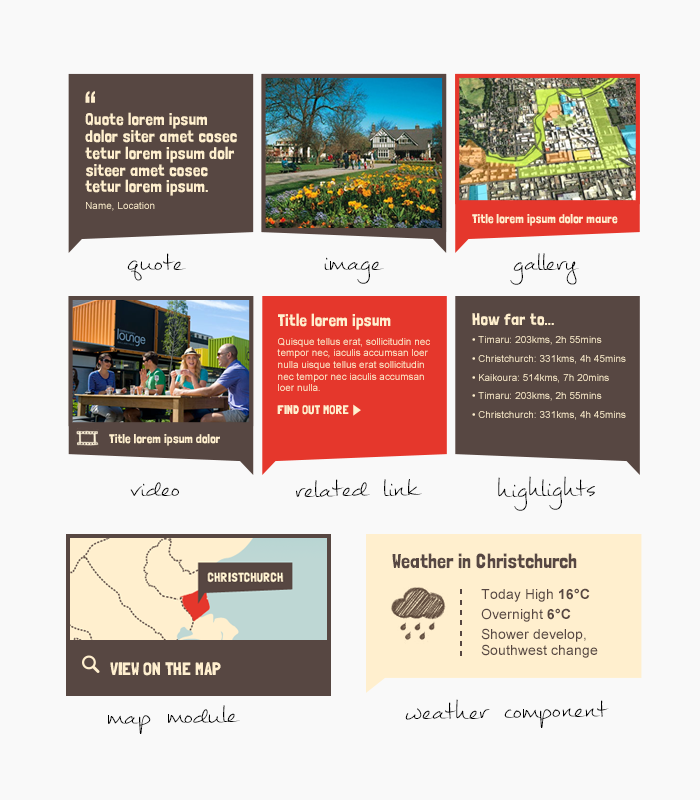 “
Quote lorem ipsum
dolor siter amet cosec
tetur lorem ipsum dolr
siteer amet cosec
tetur lorem ipsum.
Name, Location
Title lorem ipsum dolor maure
quote
image
gallery
lounge
Title lorem ipsum dolor
Title lorem ipsum
Quisque tellus erat, sollicitudin nec
tempor nec, iaculis accumsan loer
nulla uisque tellus erat sollicitudin
nec tempor nec iaculis accumsan
loer nulla.
FIND OUT MORE
How far to...
• Timaru: 203kms, 2h 55mins
• Christchurch: 331kms, 4h 45mins
• Kaikoura: 514kms, 7h 20mins
• Timaru: 203kms, 2h 55mins
• Christchurch: 331kms, 4h 45mins
video
related link
highlights
CHRISTCHURCH
VIEW ON THE MAP
map module
Weather in Christchurch
Today High 16°C
Overnight 6°C
Shower develop,
Southwest change
weather component